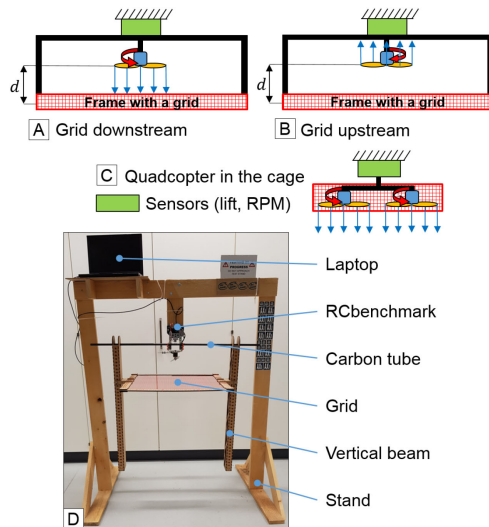 d
Frame with a grid
A Grid downstream
d
Frame with a grid
B Grid upstream
C Quadcopter in the cage
Sensors (lift, RPM)
Laptop
RCbenchmark
Carbon tube
Grid
Vertical beam
Stand
D